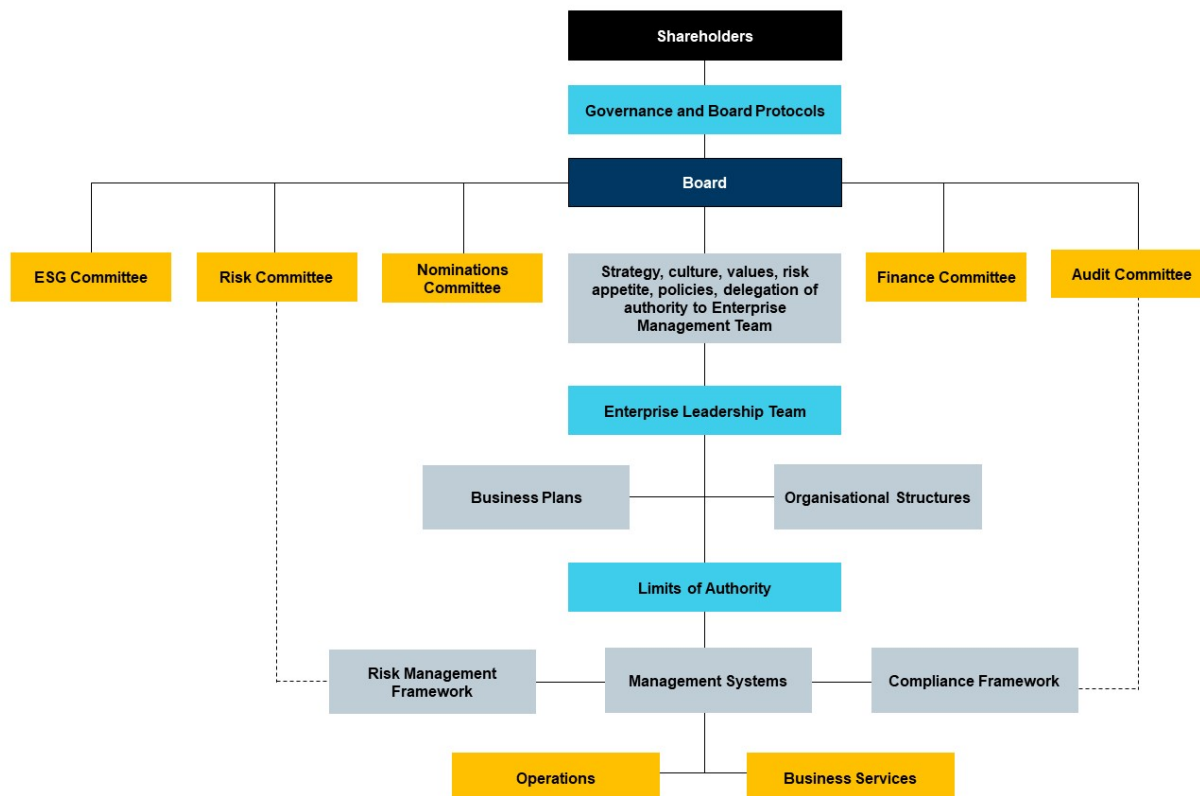 Shareholders
Governance and Board Protocols
Board
ESG Committee
Risk Committee
Nominations
Committee
Strategy, culture, values, risk
appetite, policies, delegation of
authority to Enterprise
Management Team
Finance Committee
Audit Committee
Enterprise Leadership Team
Business Plans
Organisational Structures
Limits of Authority
Risk Management
Framework
Management Systems
Compliance Framework
Operations
Business Services